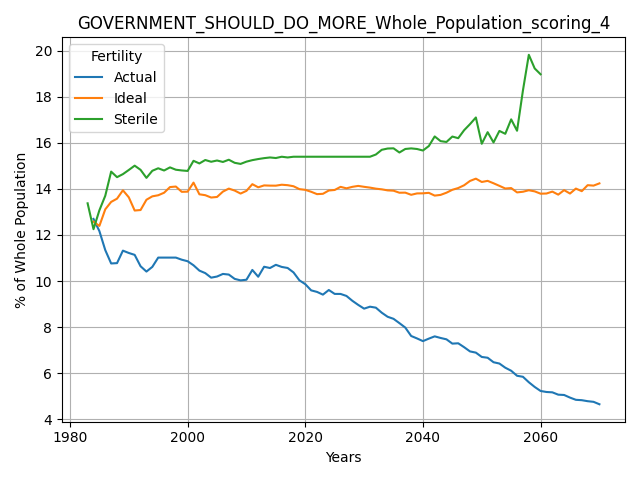 GOVERNMENT_SHOULD_DO_MORE_Whole_Population_scoring_4
Fertility
Actual
Ideal
Sterile
% of Whole Population
20
18
16
14
12
10
8
6
4
1980 2000 2020 2040 2060
Years